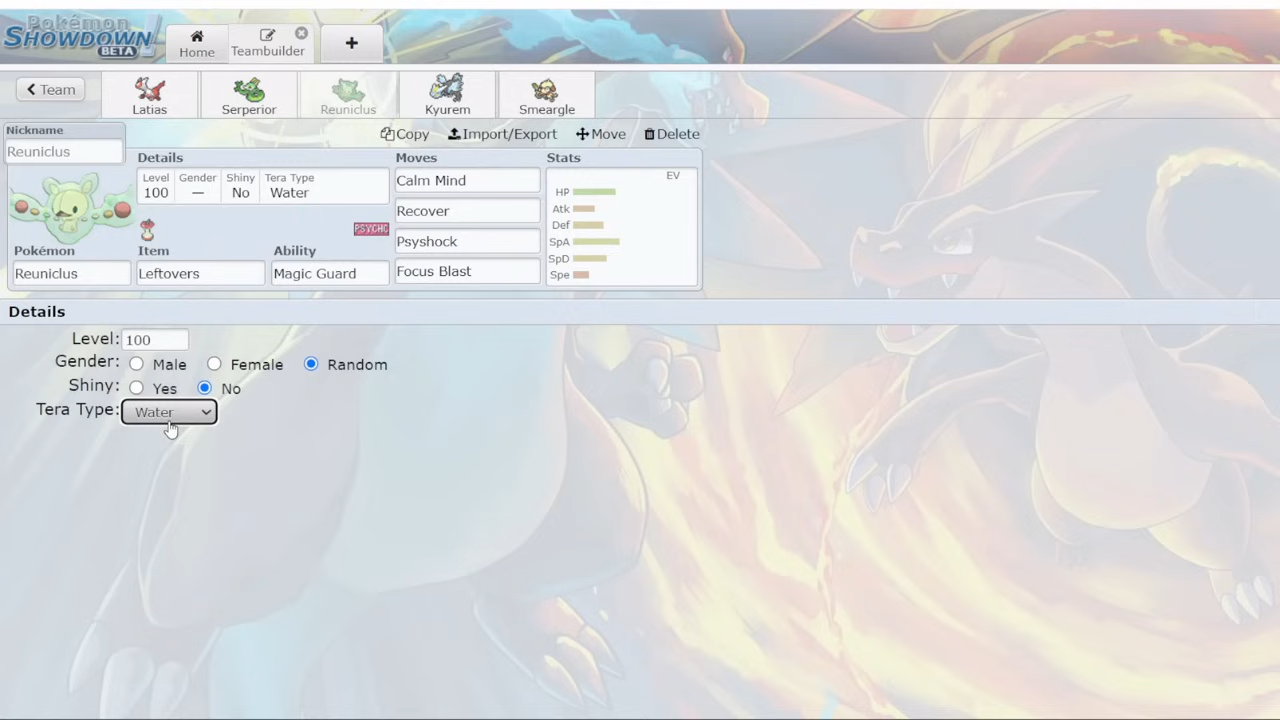 Pokémon
SHOWDOWN
BETA
Home
Teambuilder
Team
Latias
Serperior
Reuniclus
Kyurem
Smeargle
Nickname
Reuniclus
Copy
Import/Export
Move
Delete
Details
Level
100
Gender
—
Shiny
No
Tera Type
Water
PSYCHC
Pokémon
Reuniclus
Item
Leftovers
Ability
Magic Guard
Moves
Calm Mind
Recover
Psyshock
Focus Blast
Stats
EV
HP
Atk
Def
SpA
SpD
Spe
Details
Level: 100
Gender: Male Female Random
Shiny: Yes No
Tera Type: Water